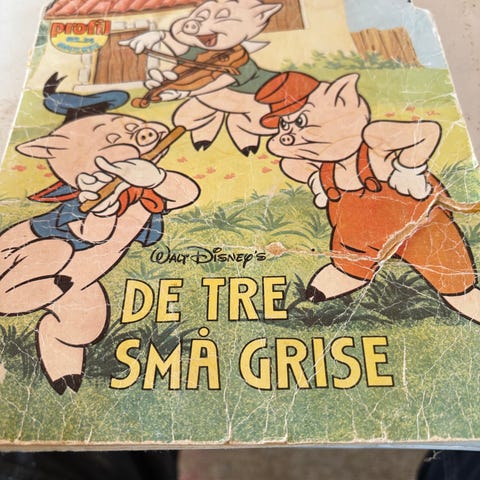 profil
Walt Disney's
DE TRE
SMÅ GRISE